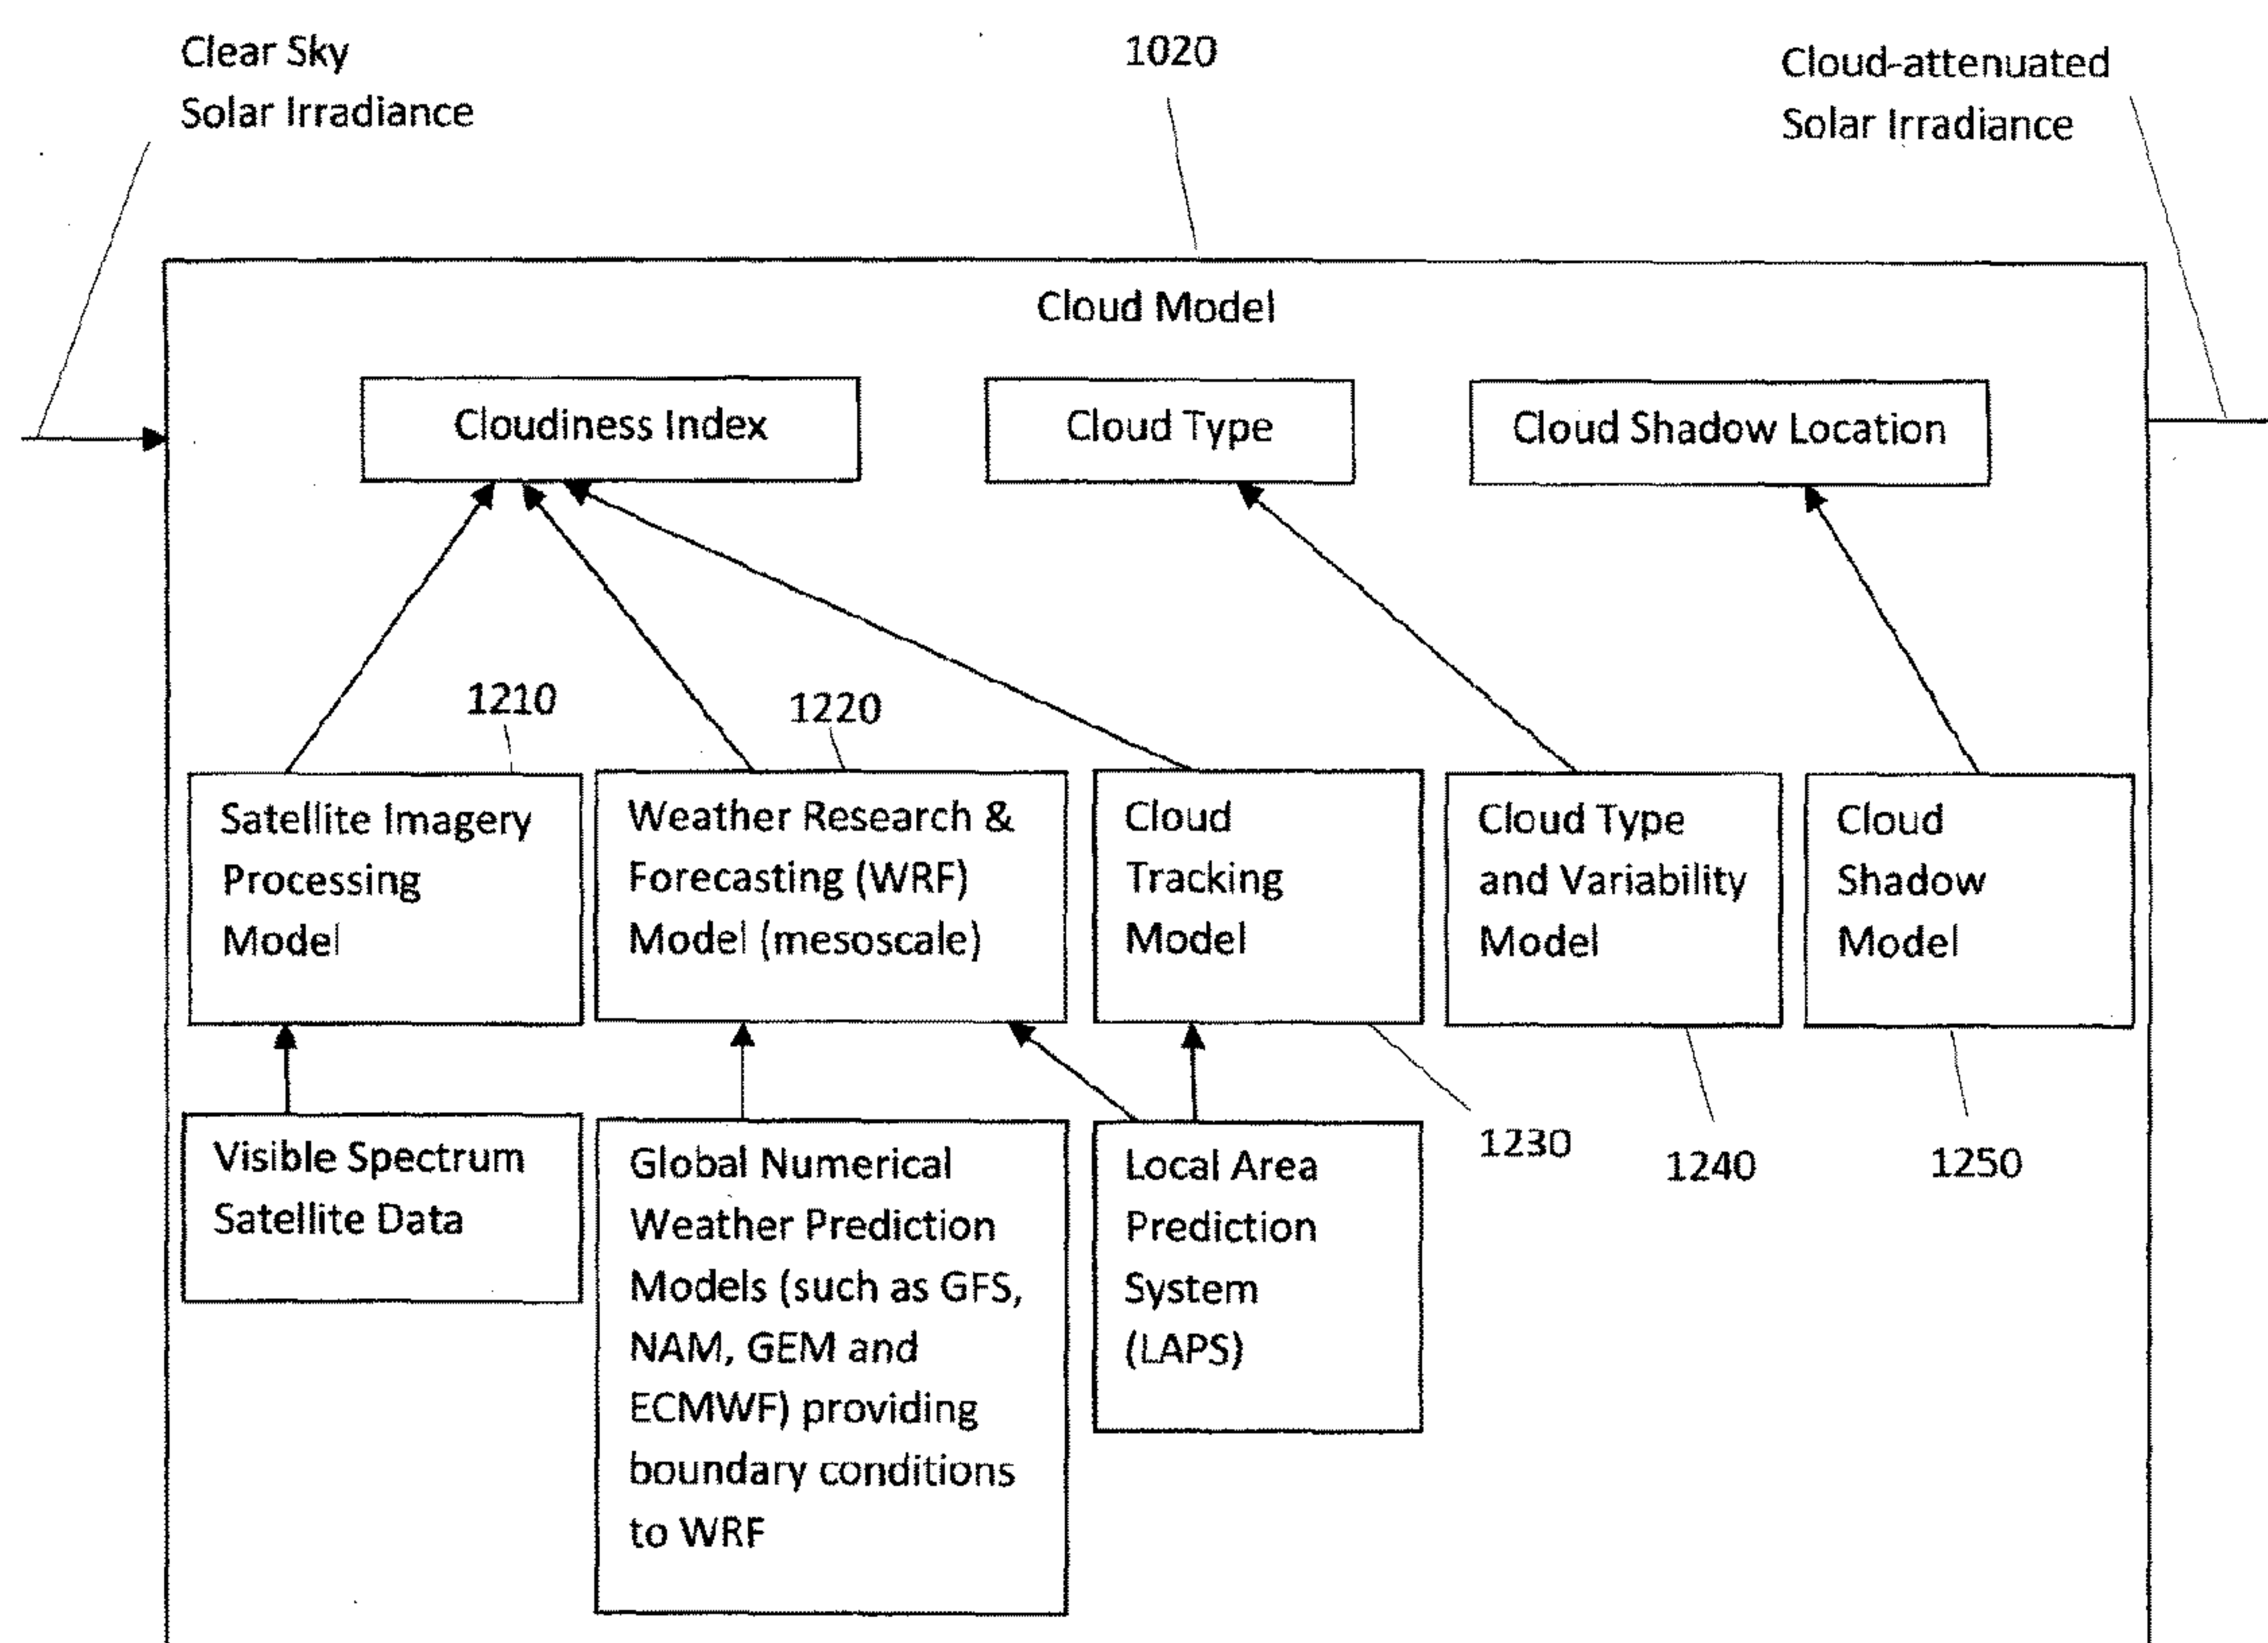 Clear Sky
Solar Irradiance
1020
Cloud-attenuated
Solar Irradiance
Cloud Model
Cloudiness Index
Cloud Type
Cloud Shadow Location
1210
1220
Satellite Imagery
Processing
Model
Weather Research &
Forecasting (WRF)
Model (mesoscale)
Cloud
Tracking
Model
Cloud Type
and Variability
Model
Cloud
Shadow
Model
Visible Spectrum
Satellite Data
Global Numerical
Weather Prediction
Models (such as GFS,
NAM, GEM and
ECMWF) providing
boundary conditions
to WRF
Local Area
Prediction
System
(LAPS)
1230
1240
1250